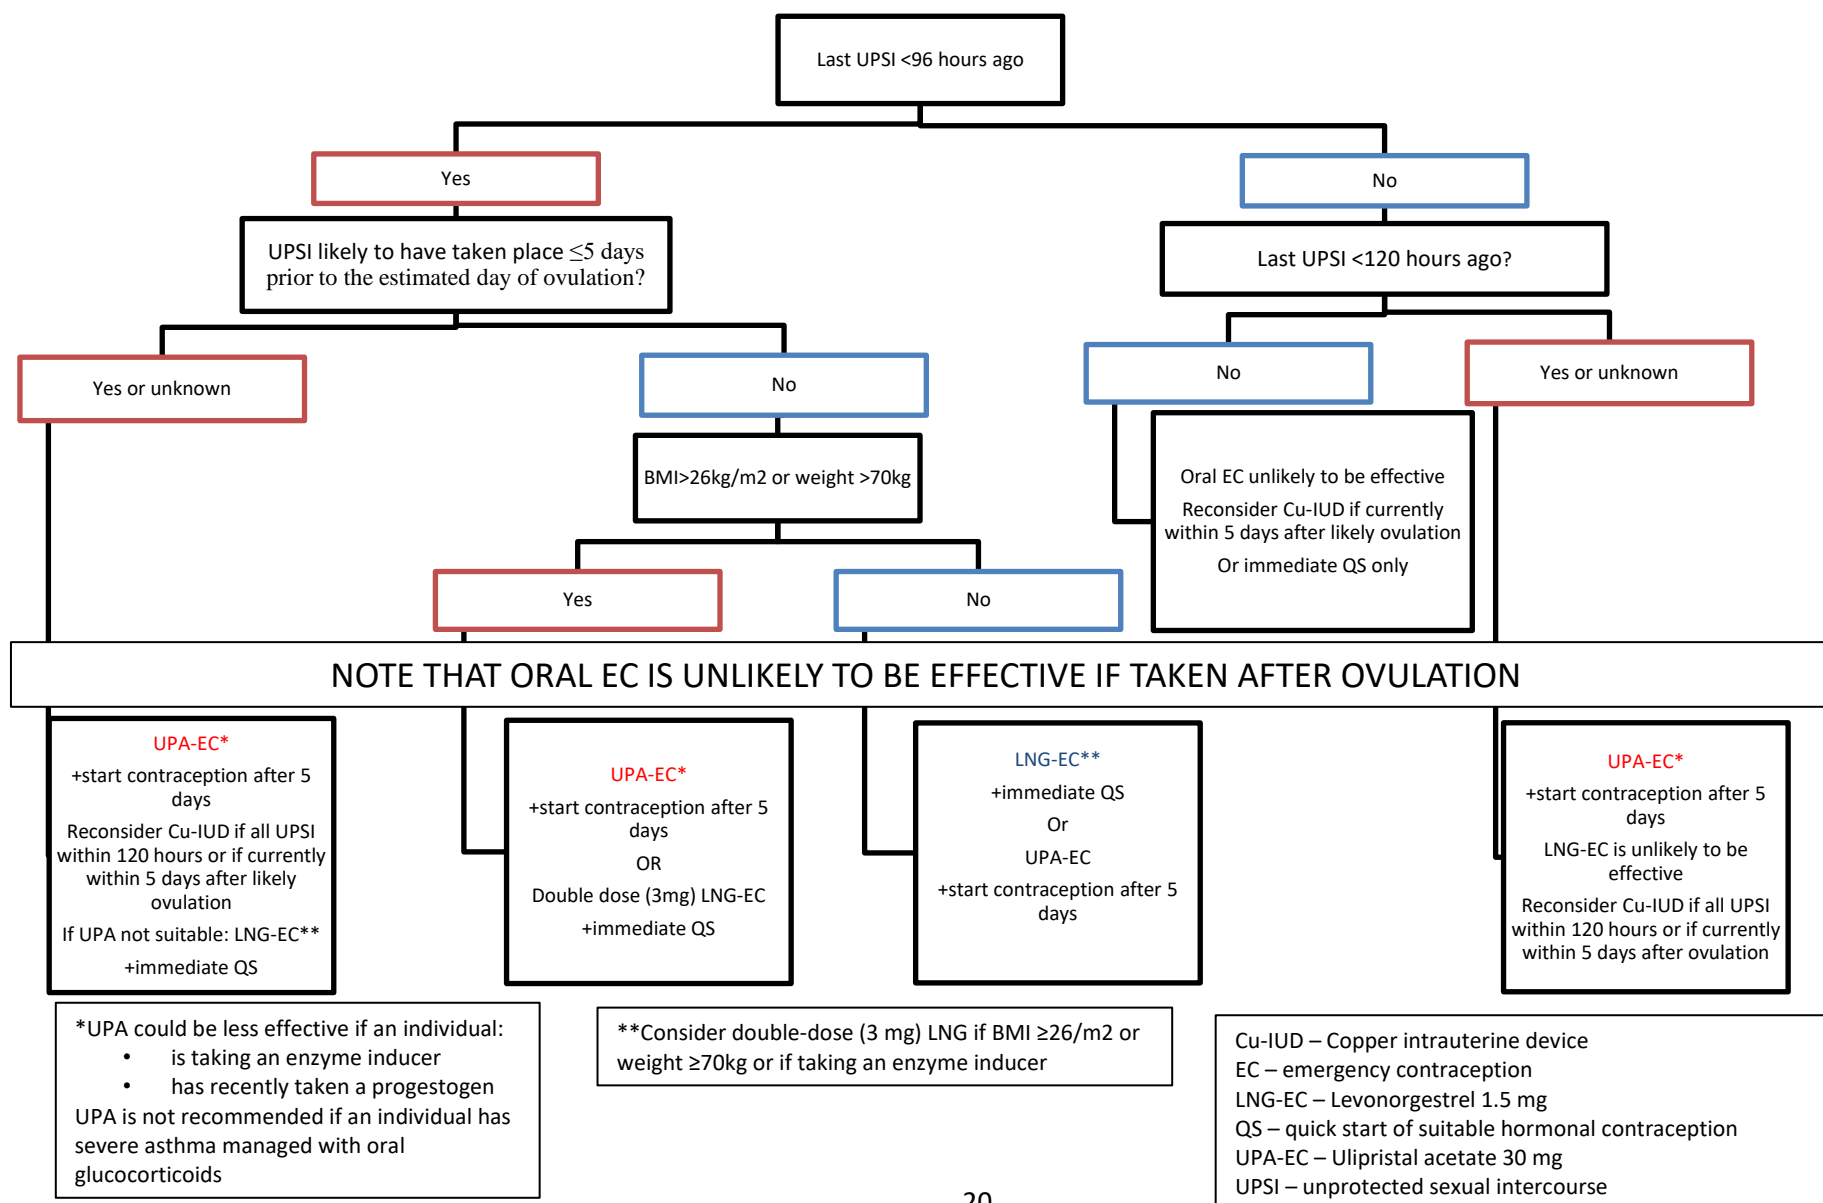 Last UPSI <96 hours ago
Yes
No
UPSI likely to have taken place ≤5 days
prior to the estimated day of ovulation?
Last UPSI <120 hours ago?
Yes or unknown
No
No
Yes or unknown
BMI>26kg/m2 or weight >70kg
Oral EC unlikely to be effective
Reconsider Cu-IUD if currently
within 5 days after likely ovulation
Or immediate QS only
Yes
No
NOTE THAT ORAL EC IS UNLIKELY TO BE EFFECTIVE IF TAKEN AFTER OVULATION
UPA-EC*
+start contraception after 5
days
Reconsider Cu-IUD if all UPSI
within 120 hours or if currently
within 5 days after likely
ovulation
If UPA not suitable: LNG-EC**
+immediate QS
UPA-EC*
+start contraception after 5
days
OR
Double dose (3mg) LNG-EC
+immediate QS
LNG-EC**
+immediate QS
Or
UPA-EC
+start contraception after 5
days
UPA-EC*
+start contraception after 5
days
LNG-EC is unlikely to be
effective
Reconsider Cu-IUD if all UPSI
within 120 hours or if currently
within 5 days after ovulation
*UPA could be less effective if an individual:
• is taking an enzyme inducer
• has recently taken a progestogen
UPA is not recommended if an individual has
severe asthma managed with oral
glucocorticoids
**Consider double-dose (3 mg) LNG if BMI ≥26/m2 or
weight ≥70kg or if taking an enzyme inducer
Cu-IUD – Copper intrauterine device
EC – emergency contraception
LNG-EC – Levonorgestrel 1.5 mg
QS – quick start of suitable hormonal contraception
UPA-EC – Ulipristal acetate 30 mg
UPSI – unprotected sexual intercourse
20